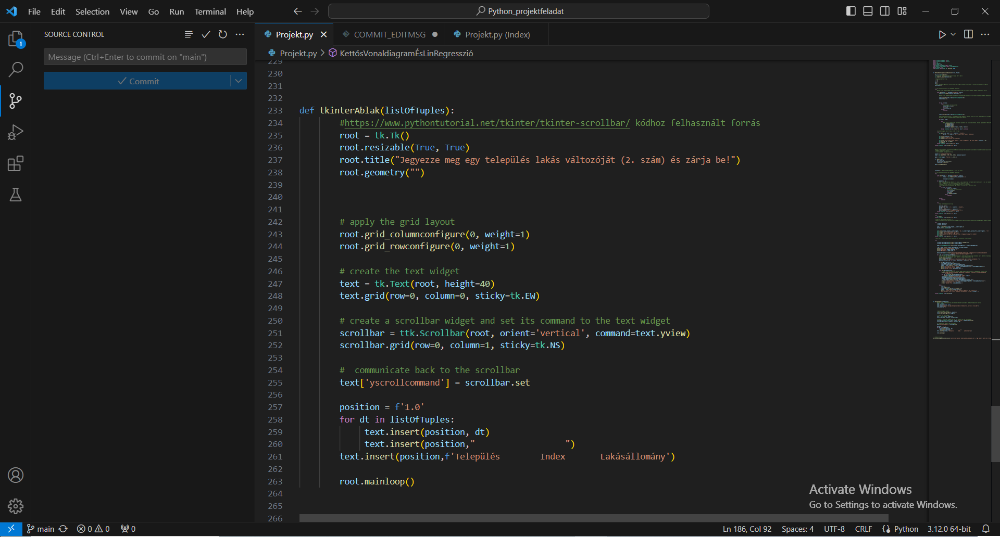 File Edit Selection View Go Run Terminal Help
Python_projektfeladat
SOURCE CONTROL
1
Message (Ctrl+Enter to commit on "main")
Commit
Projekt.py
COMMIT_EDITMSG
Projekt.py (Index)
Projekt.py > KettősVonaldiagramÉsLinRegresszió
229
230
231
232
233 def tkinterAblak(listOfTuples):
234 #https://www.pythontutorial.net/tkinter/tkinter-scrollbar/ kódhoz felhasznált forrás
235 root = tk.Tk()
236 root.resizable(True, True)
237 root.title("Jegyezze meg egy település lakás változóját (2. szám) és zárja be!")
238 root.geometry("")
239
240
241
242 # apply the grid layout
243 root.grid_columnconfigure(0, weight=1)
244 root.grid_rowconfigure(0, weight=1)
245
246 # create the text widget
247 text = tk.Text(root, height=40)
248 text.grid(row=0, column=0, sticky=tk.EW)
249
250 # create a scrollbar widget and set its command to the text widget
251 scrollbar = ttk.Scrollbar(root, orient='vertical', command=text.yview)
252 scrollbar.grid(row=0, column=1, sticky=tk.NS)
253
254 #  communicate back to the scrollbar
255 text['yscrollcommand'] = scrollbar.set
256
257 position = f'1.0'
258 for dt in listOfTuples:
259 text.insert(position, dt)
260 text.insert(position,"                  ")
261 text.insert(position,f'Település        Index       Lakásállomány')
262
263 root.mainloop()
264
265
266
Activate Windows
Go to Settings to activate Windows.
main 0 0 0
Ln 186, Col 92 Spaces: 4 UTF-8 CRLF Python 3.12.0 64-bit